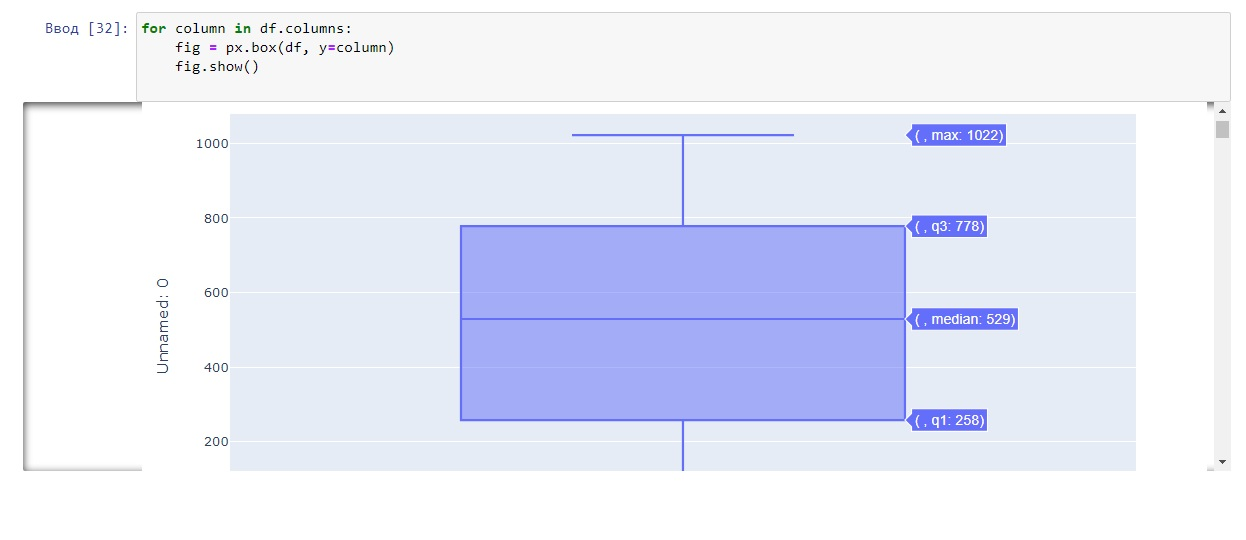 Ввод [32]: for column in df.columns:
    fig = px.box(df, y=column)
    fig.show()
1000
800
600
400
200
Unnamed: 0
( , max: 1022)
( , q3: 778)
( , median: 529)
( , q1: 258)